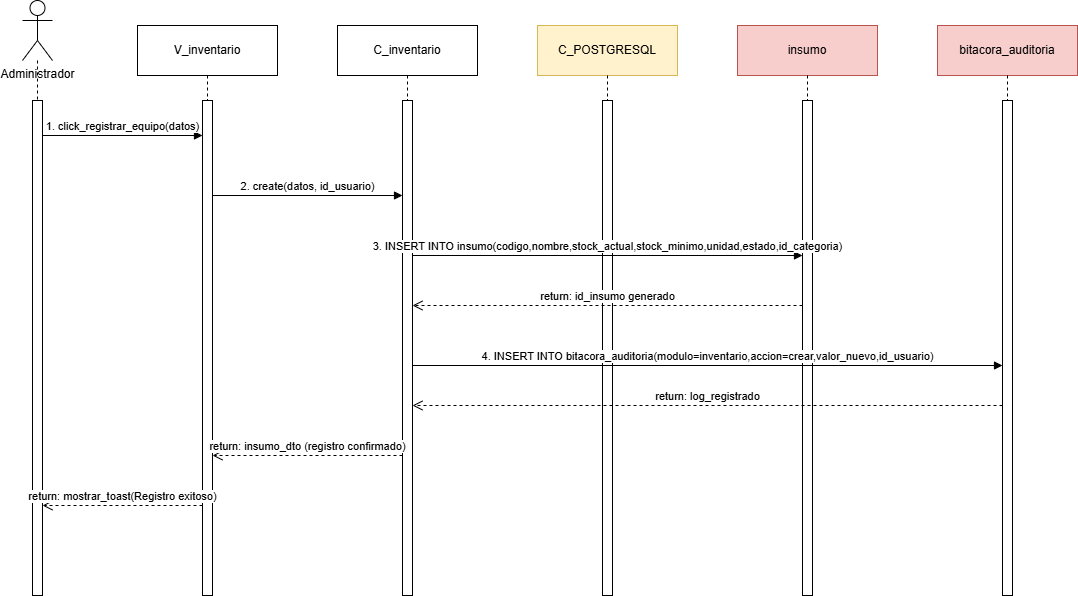 Administrador
V_inventario
C_inventario
C_POSTGRESQL
insumo
bitacora_auditoria
1. click_registrar_equipo(datos)
2. create(datos, id_usuario)
3. INSERT INTO insumo(codigo,nombre,stock_actual,stock_minimo,unidad,estado,id_categoria)
return: id_insumo generado
4. INSERT INTO bitacora_auditoria(modulo=inventario,accion=crear,valor_nuevo,id_usuario)
return: log_registrado
return: insumo_dto (registro confirmado)
return: mostrar_toast(Registro exitoso)